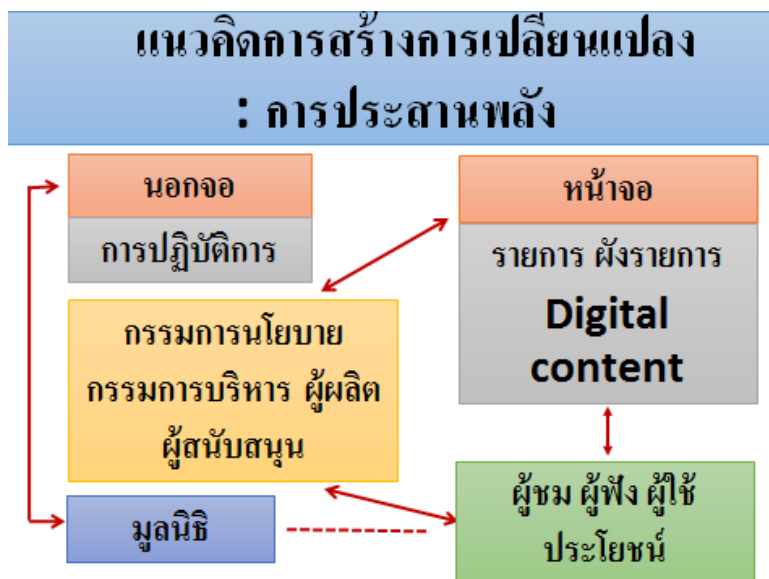 แนวคิดการสร้างการเปลี่ยนแปลง
: การประสานพลัง
นอกจอ
การปฏิบัติการ
กรรมการนโยบาย
กรรมการบริหาร ผู้ผลิต
ผู้สนับสนุน
มูลนิธิ
หน้าจอ
รายการ ผังรายการ
Digital
content
ผู้ชม ผู้ฟัง ผู้ใช้
ประโยชน์